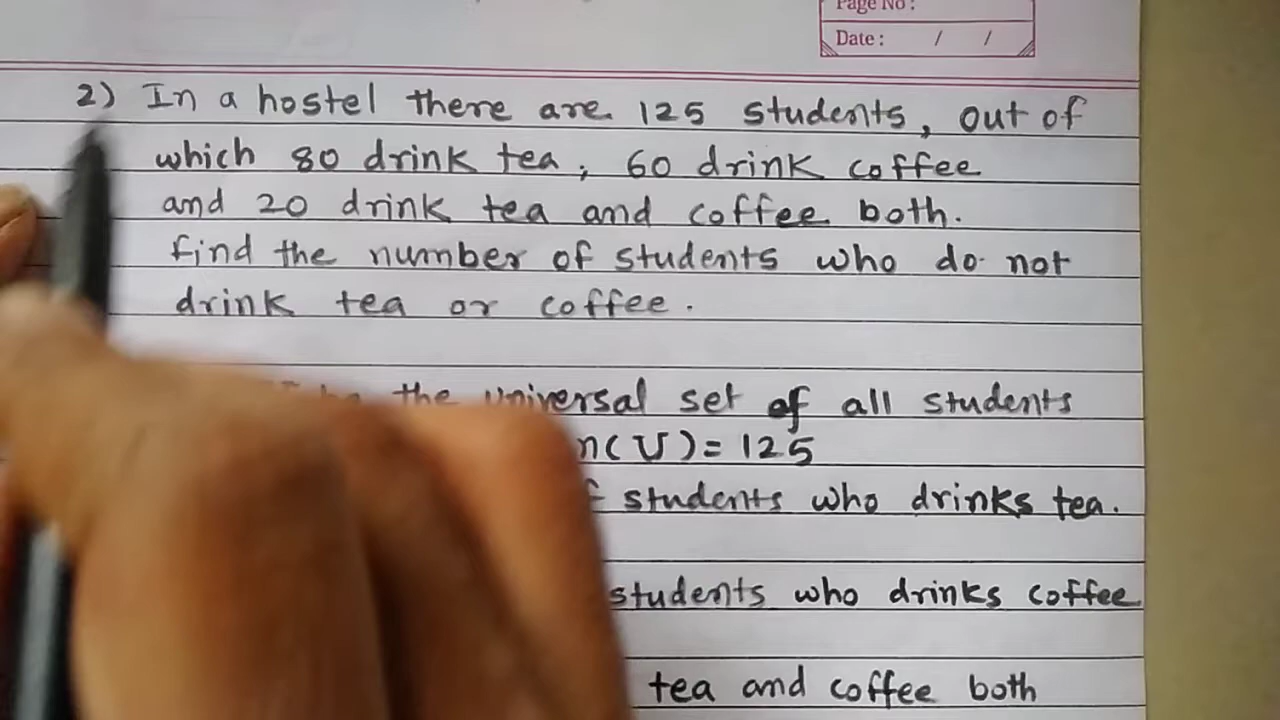 Page No :
Date : / /
2) In a hostel there are 125 students, out of
which 80 drink tea, 60 drink coffee
and 20 drink tea and coffee both.
find the number of students who do not
drink tea or coffee.
the universal set of all students
n(U) = 125
students who drinks tea.
students who drinks coffee
tea and coffee both